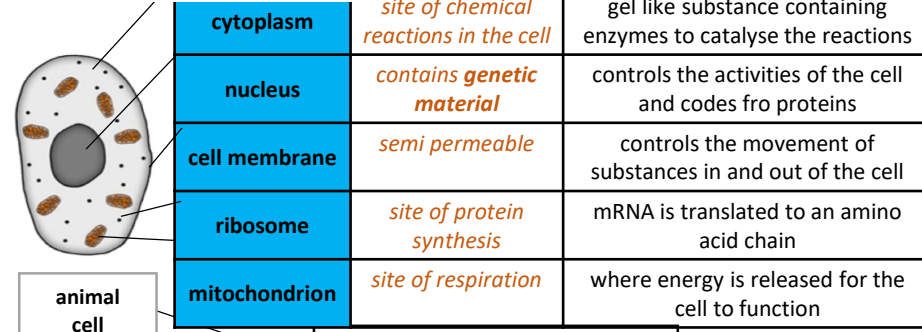 cytoplasm
site of chemical
reactions in the cell
gel like substance containing
enzymes to catalyse the reactions
nucleus
contains genetic
material
controls the activities of the cell
and codes fro proteins
cell membrane
semi permeable
controls the movement of
substances in and out of the cell
ribosome
site of protein
synthesis
mRNA is translated to an amino
acid chain
mitochondrion
site of respiration
where energy is released for the
cell to function
animal
cell